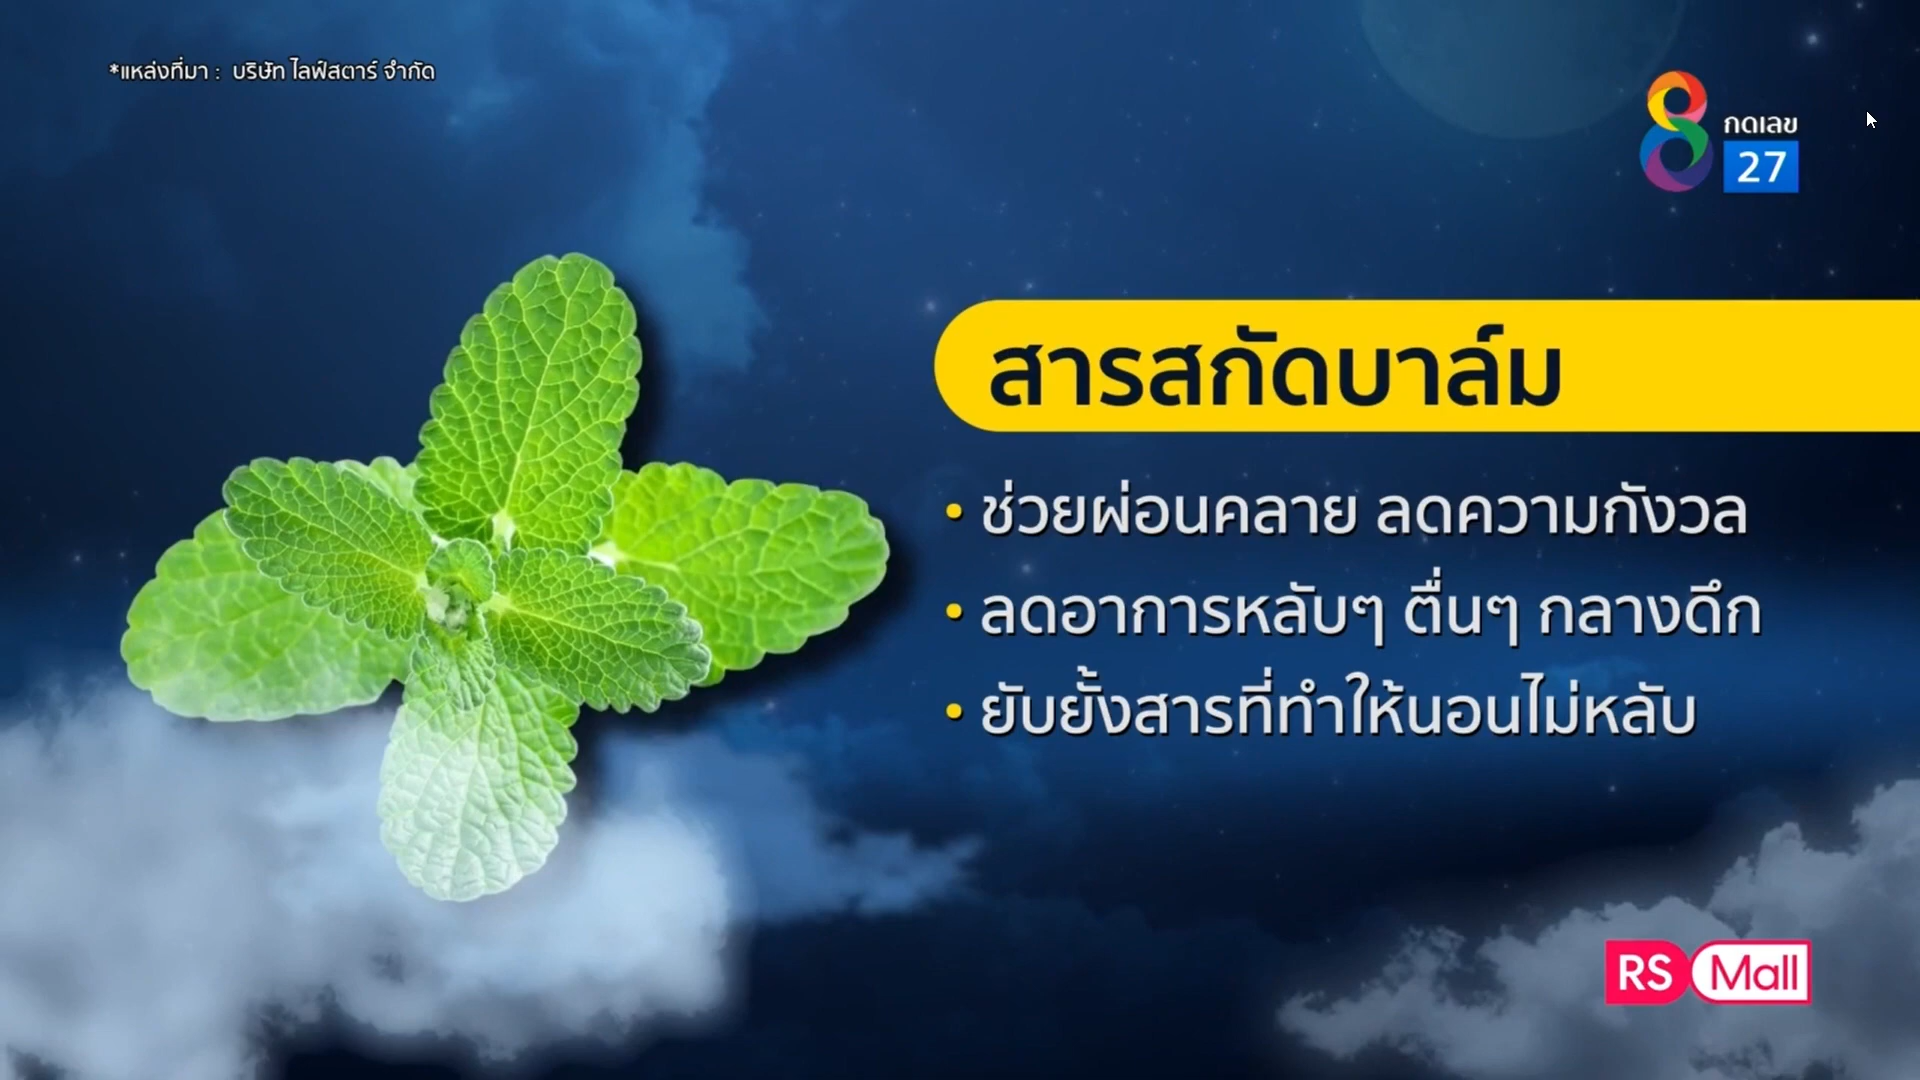 *แหล่งที่มา : บริษัท ไลฟ์สตาร์ จำกัด
8 กดเลข
27
สารสกัดบาล์ม
• ช่วยผ่อนคลาย ลดความกังวล
• ลดอาการหลับๆ ตื่นๆ กลางดึก
• ยับยั้งสารที่ทำให้นอนไม่หลับ
RS Mall